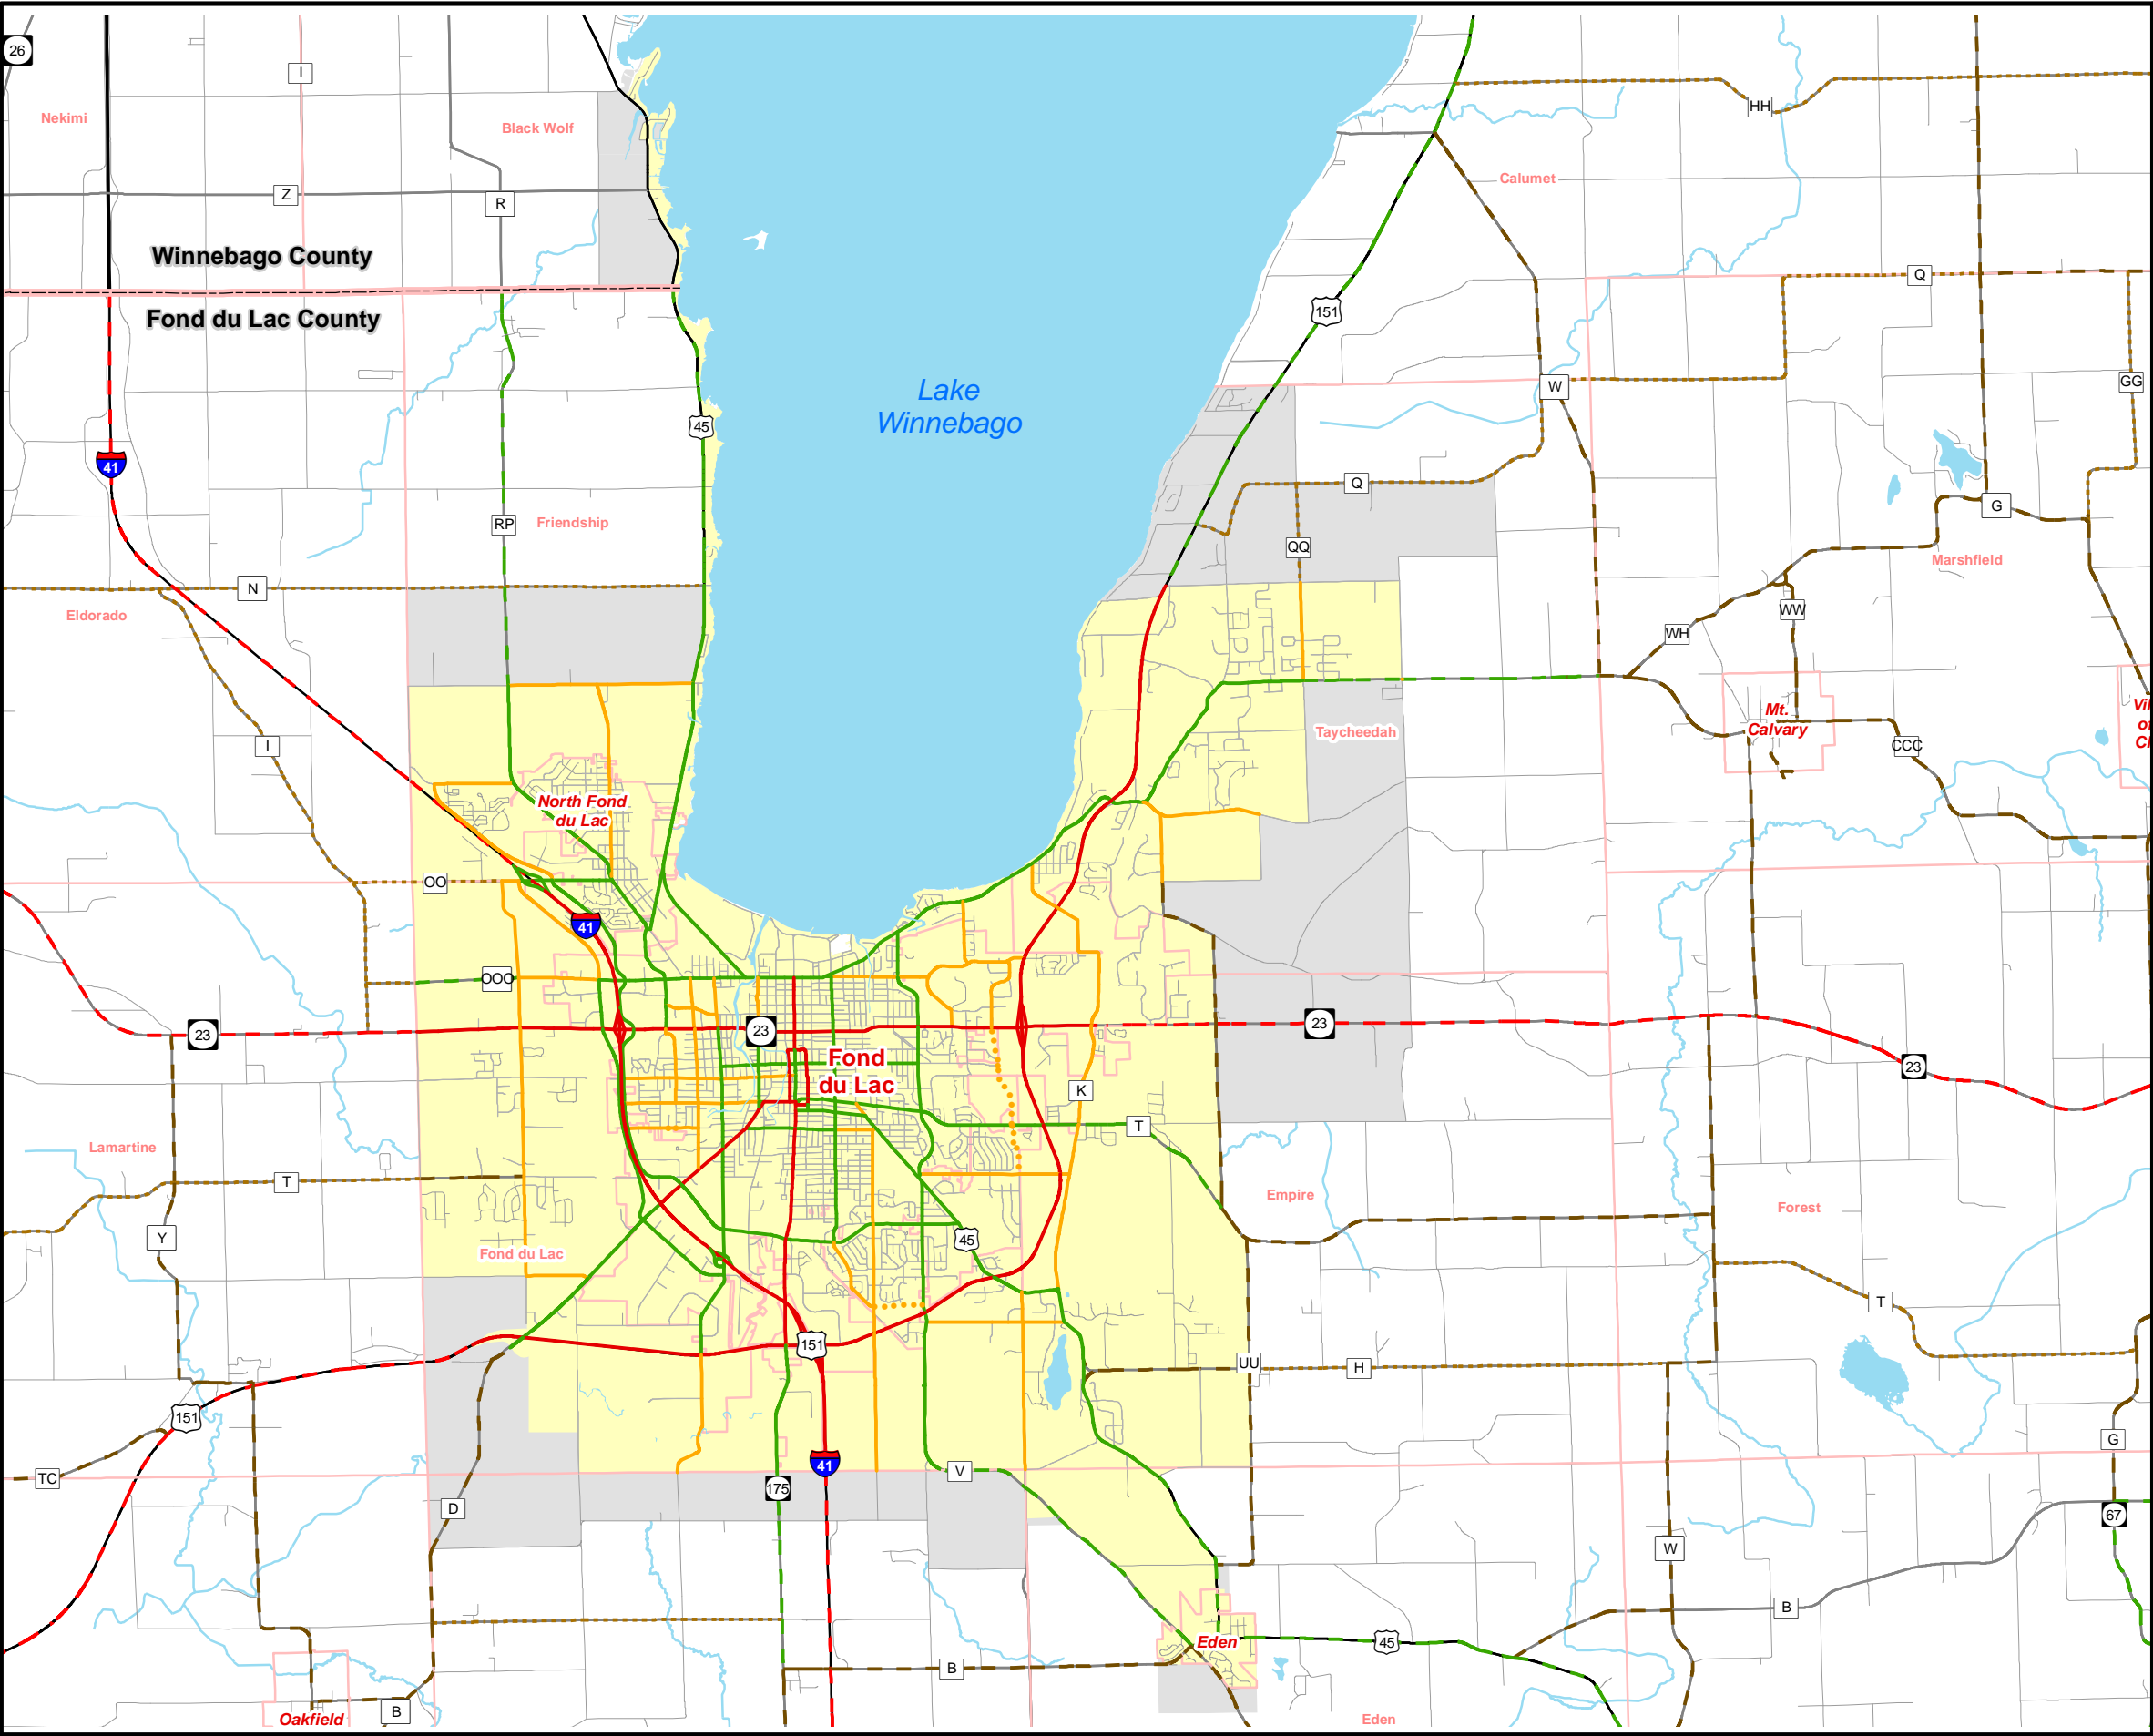 26
I
Nekimi
Black Wolf
HH
Calumet
Z
R
Winnebago County
Q
Fond du Lac County
151
Lake
Winnebago
GG
W
45
41
Q
G
RP
Friendship
QQ
Marshfield
N
Eldorado
WW
WH
Mt.
Calvary
Vil
of
Taycheedah
I
CCC
North Fond
du Lac
OO
41
OOO
23
23
23
23
Fond
du Lac
K
T
Lamartine
T
Empire
Forest
Y
45
Fond du Lac
T
151
UU
H
151
G
41
V
TC
175
D
67
W
B
45
Eden
B
B
Oakfield
Eden